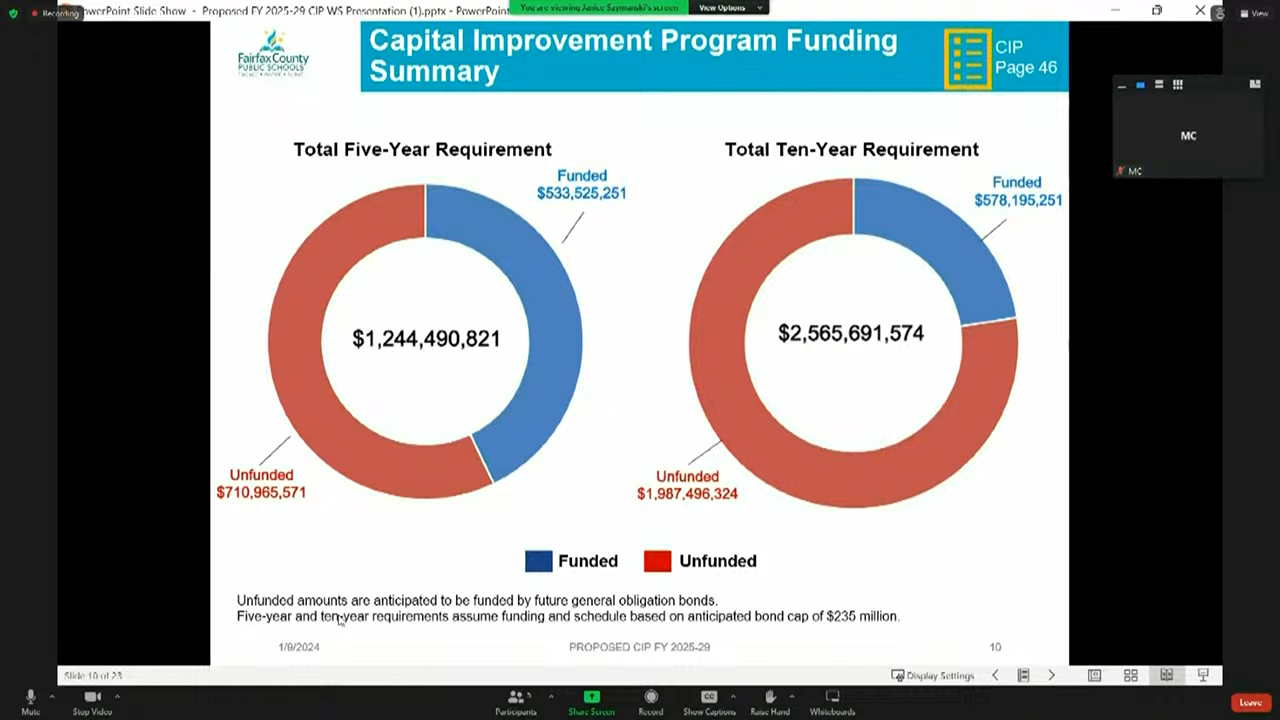 Recording
PowerPoint Slide Show - Proposed FY 2025-29 CIP WS Presentation (1).pptx - PowerPoint
You are viewing Janice Szymanski's screen
View Options
View
Fairfax County
PUBLIC SCHOOLS
Capital Improvement Program Funding
Summary
CIP
Page 46
MC
MC
Total Five-Year Requirement
Funded
$533,525,251
$1,244,490,821
Unfunded
$710,965,571
Total Ten-Year Requirement
Funded
$578,195,251
$2,565,691,574
Unfunded
$1,987,496,324
Funded
Unfunded
Unfunded amounts are anticipated to be funded by future general obligation bonds.
Five-year and ten-year requirements assume funding and schedule based on anticipated bond cap of $235 million.
1/9/2024
PROPOSED CIP FY 2025-29
10
Slide 10 of 23
Display Settings
Mute
Stop Video
Participants
Share Screen
Record
Show Captions
Raise Hand
Whiteboards
Leave